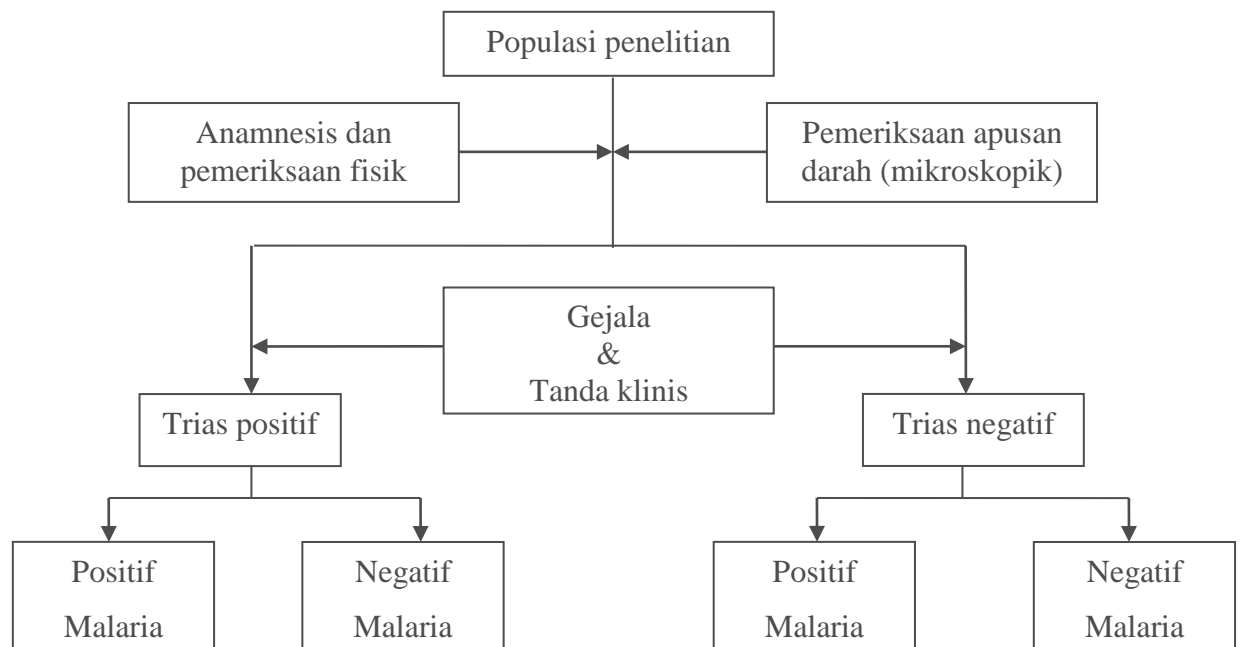 Populasi penelitian
Anamnesis dan
pemeriksaan fisik
Pemeriksaan apusan
darah (mikroskopik)
Gejala
&
Tanda klinis
Trias positif
Trias negatif
Positif
Malaria
Negatif
Malaria
Positif
Malaria
Negatif
Malaria